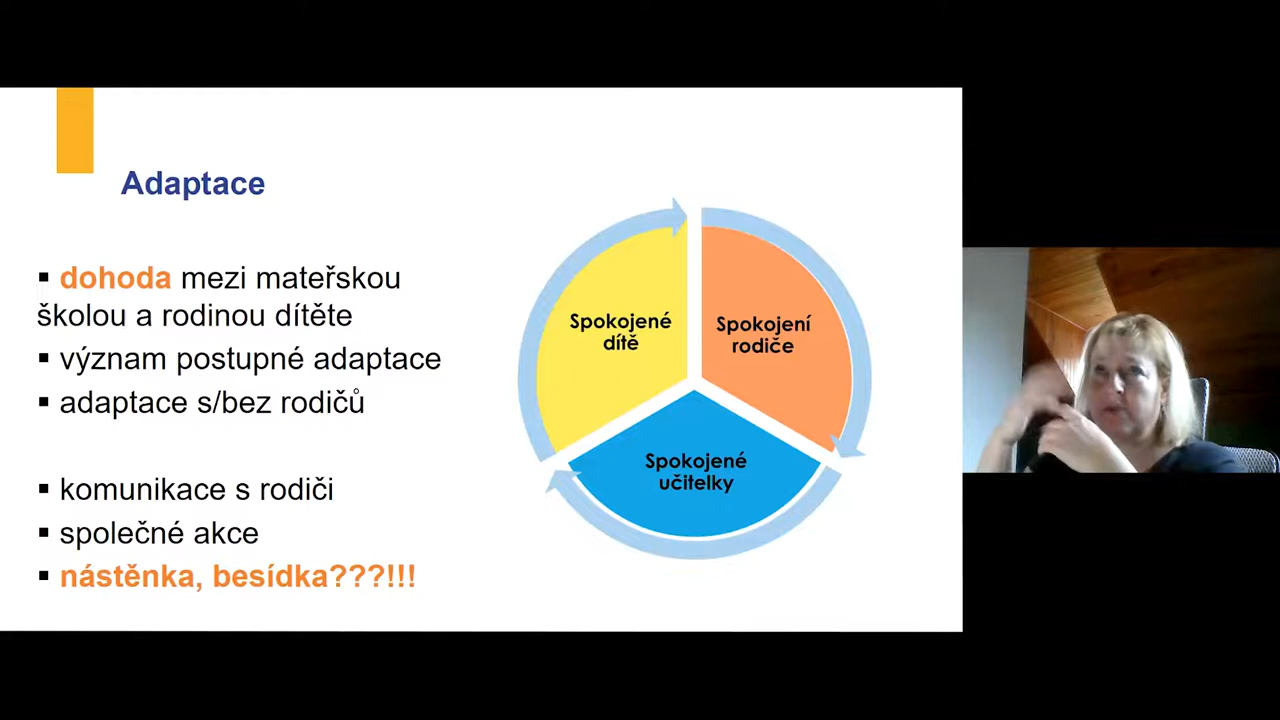 Adaptace
▪ dohoda mezi mateřskou
školou a rodinou dítěte
▪ význam postupné adaptace
▪ adaptace s/bez rodičů
▪ komunikace s rodiči
▪ společné akce
▪ nástěnka, besídka???!!!
Spokojené
dítě
Spokojení
rodiče
Spokojené
učitelky